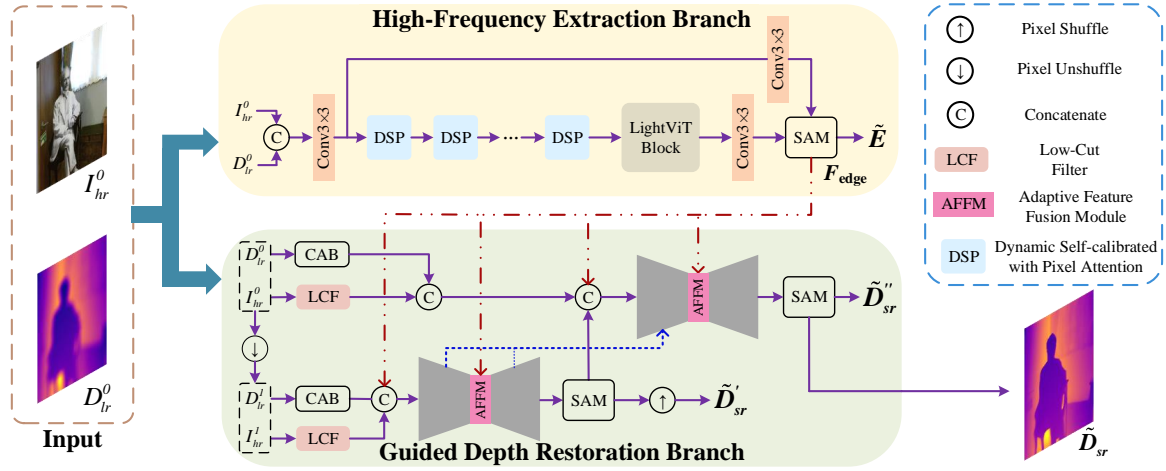 High-Frequency Extraction Branch
I⁰hr
D⁰lr
C
Conv3×3
DSP
DSP
...
DSP
LightViT
Block
Conv3×3
Conv3×3
SAM
Ẽ
F_edge
I⁰hr
D⁰lr
Input
D⁰lr
CAB
I⁰hr
LCF
C
C
AFFM
SAM
D̃''sr
↓
D¹lr
CAB
C
AFFM
SAM
↑
D̃'sr
I¹hr
LCF
Guided Depth Restoration Branch
↑ Pixel Shuffle
↓ Pixel Unshuffle
C Concatenate
LCF Low-Cut
Filter
AFFM Adaptive Feature
Fusion Module
DSP Dynamic Self-calibrated
with Pixel Attention
D̃sr